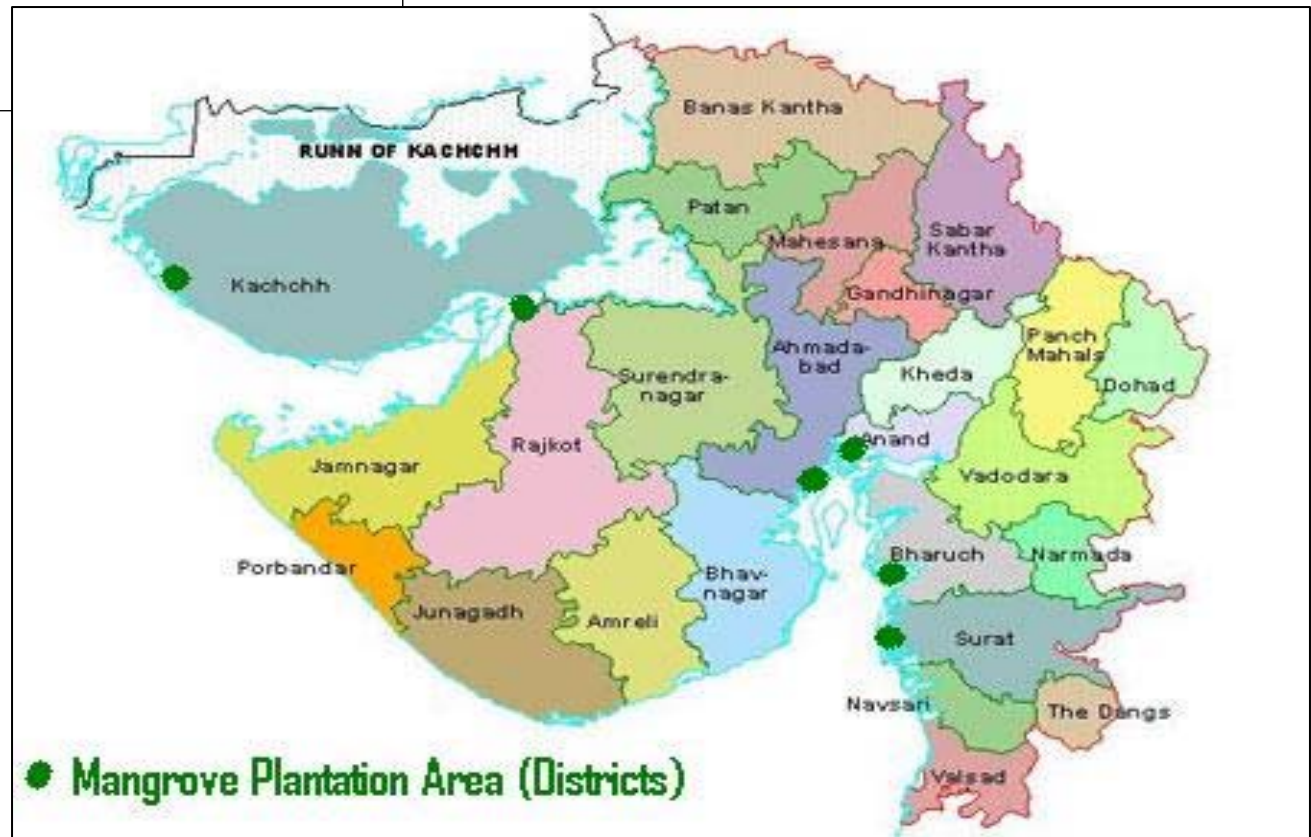 Banas Kantha
RUNN OF KACHCHH
Patan
Mahesana
Sabar
Kantha
Kachchh
Gandhinagar
Ahmada-
bad
Panch
Mahals
Kheda
Dohad
Surendra-
nagar
Anand
Rajkot
Jamnagar
Vadodara
Porbandar
Bharuch
Narmada
Bhav-
nagar
Junagadh
Amreli
Surat
Navsari
The Dangs
Valsad
Mangrove Plantation Area (Districts)